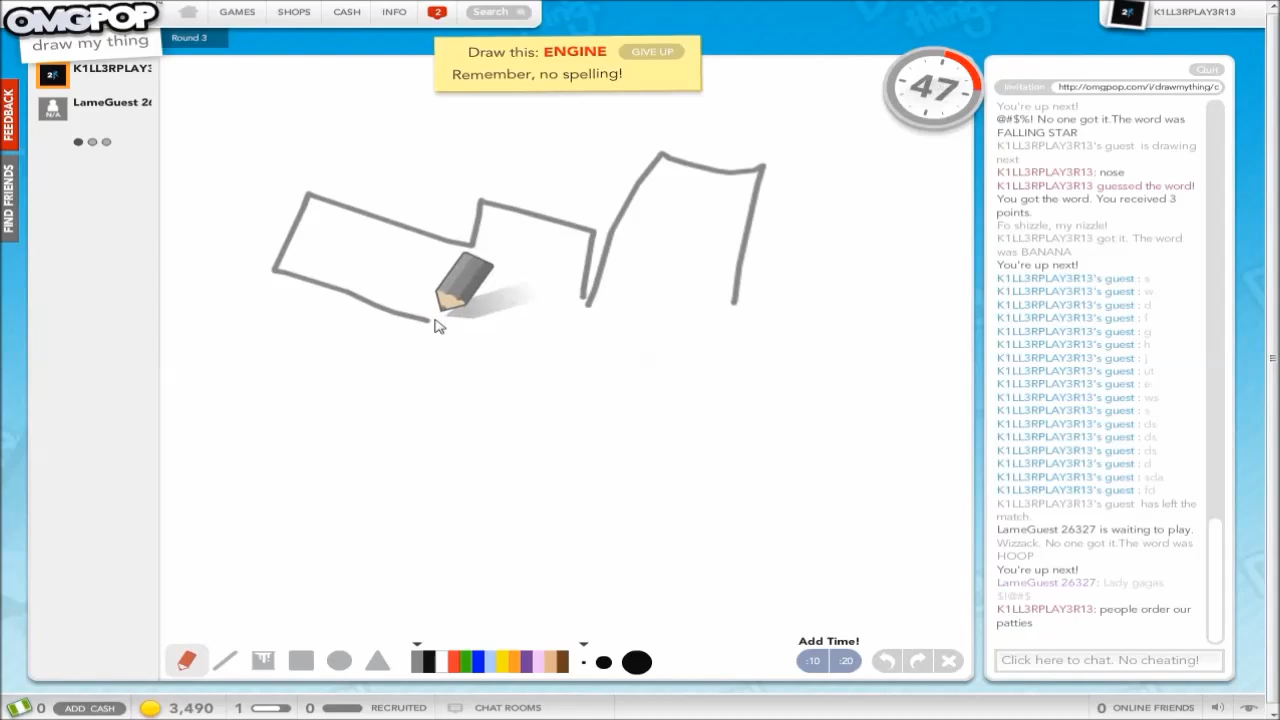 OMGPOP
draw my thing
GAMES SHOPS CASH INFO 2 Search
K1LL3RPLAY3R13
Round 3
Draw this: ENGINE GIVE UP
Remember, no spelling!
47
FEEDBACK
FIND FRIENDS
K1LL3RPLAY3
LameGuest 26
N/A
Quit
Invitation http://omgpop.com/i/drawmything/c
You're up next!
@#$%! No one got it.The word was
FALLING STAR
K1LL3RPLAY3R13's guest is drawing
next
K1LL3RPLAY3R13: nose
K1LL3RPLAY3R13 guessed the word!
You got the word. You received 3
points.
Fo shizzle, my nizzle!
K1LL3RPLAY3R13 got it. The word
was BANANA
You're up next!
K1LL3RPLAY3R13's guest : s
K1LL3RPLAY3R13's guest : w
K1LL3RPLAY3R13's guest : d
K1LL3RPLAY3R13's guest : (
K1LL3RPLAY3R13's guest : g
K1LL3RPLAY3R13's guest : h
K1LL3RPLAY3R13's guest : j
K1LL3RPLAY3R13's guest : ut
K1LL3RPLAY3R13's guest : e
K1LL3RPLAY3R13's guest : ws
K1LL3RPLAY3R13's guest : s
K1LL3RPLAY3R13's guest : ds
K1LL3RPLAY3R13's guest : ds
K1LL3RPLAY3R13's guest : ds
K1LL3RPLAY3R13's guest : d
K1LL3RPLAY3R13's guest : sda
K1LL3RPLAY3R13's guest : fd
K1LL3RPLAY3R13's guest has left the
match.
LameGuest 26327 is waiting to play.
Wizzack. No one got it.The word was
HOOP
You're up next!
LameGuest 26327: Lady gagas
$!@#$
K1LL3RPLAY3R13: people order our
patties
Click here to chat. No cheating!
Add Time!
:10 :20
0 ADD CASH 3,490 1 0 RECRUITED CHAT ROOMS 0 ONLINE FRIENDS